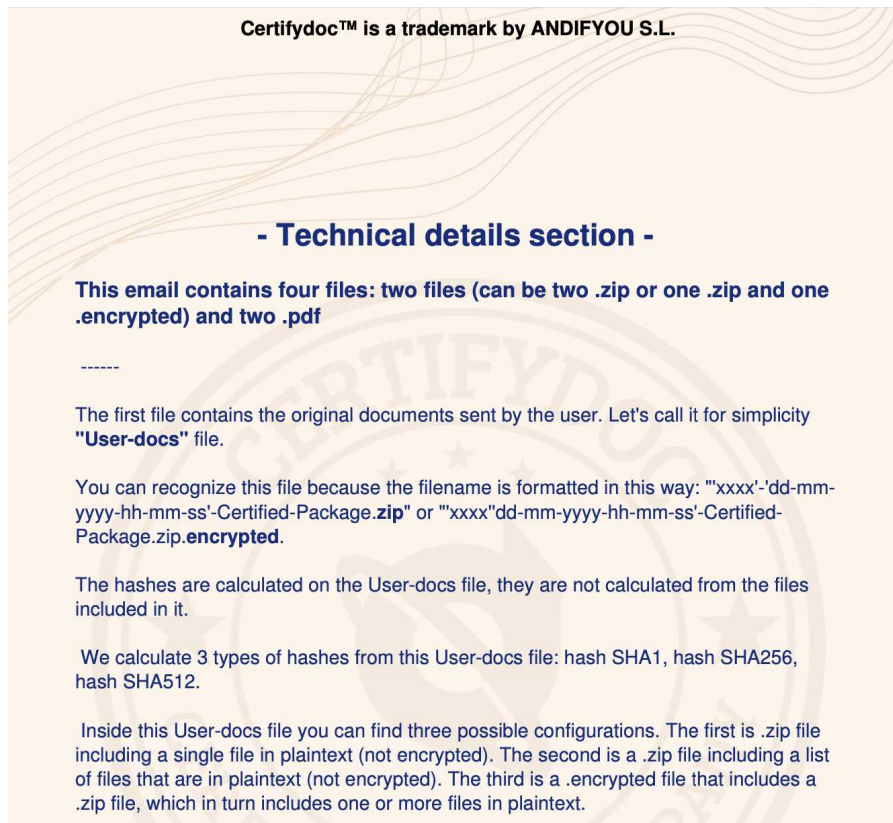 Certifydoc™ is a trademark by ANDIFYOU S.L.
- Technical details section -
This email contains four files: two files (can be two .zip or one .zip and one
.encrypted) and two .pdf
------
The first file contains the original documents sent by the user. Let's call it for simplicity
"User-docs" file.
You can recognize this file because the filename is formatted in this way: "'xxxx'-'dd-mm-
yyyy-hh-mm-ss'-Certified-Package.zip" or "'xxxx''dd-mm-yyyy-hh-mm-ss'-Certified-
Package.zip.encrypted.
The hashes are calculated on the User-docs file, they are not calculated from the files
included in it.
We calculate 3 types of hashes from this User-docs file: hash SHA1, hash SHA256,
hash SHA512.
Inside this User-docs file you can find three possible configurations. The first is .zip file
including a single file in plaintext (not encrypted). The second is a .zip file including a list
of files that are in plaintext (not encrypted). The third is a .encrypted file that includes a
.zip file, which in turn includes one or more files in plaintext.
CERTIFYDOC